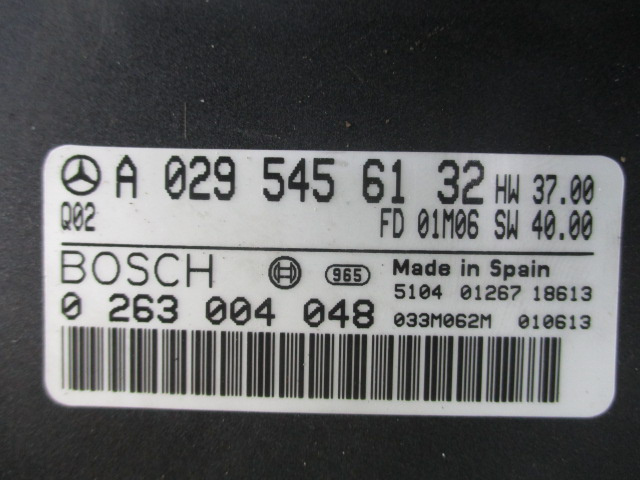 A 029 545 61 32 HW 37.00
Q02 FD 01M06 SW 40.00
BOSCH 965 Made in Spain
5104 01267 18613
0 263 004 048 033M062M 010613